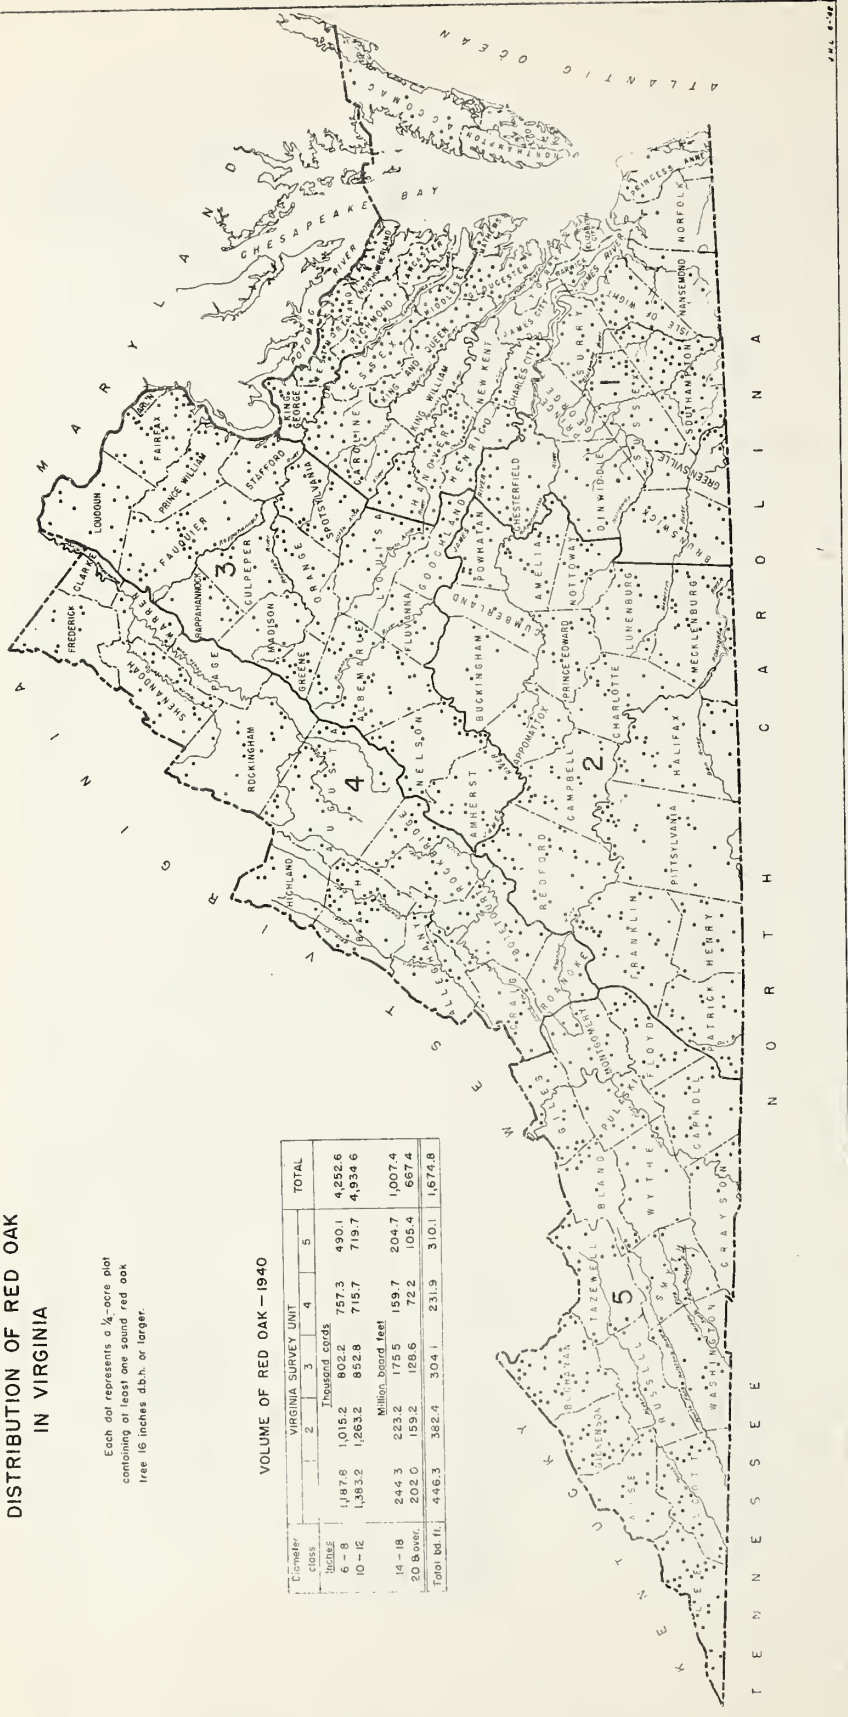 DISTRIBUTION OF RED OAK
IN VIRGINIA
Each dot represents a ¼-acre plot
containing at least one sound red oak
tree 16 inches d.b.h. or larger.
VOLUME OF RED OAK—1940
Diameter class VIRGINIA SURVEY UNIT TOTAL
1 2 3 4 5
Inches Thousand cords
6 – 8 1,187.6 1,015.2 802.2 757.3 490.1 4,252.6
10 – 12 1,383.2 1,263.2 852.8 715.7 719.7 4,934.6
Million board feet
14 – 18 244.3 223.2 175.5 159.7 204.7 1,007.4
20 & over. 202.0 159.2 128.6 72.2 105.4 667.4
Total bd. ft. 446.3 382.4 304.1 231.9 310.1 1,674.8
WEST VIRGINIA
MARYLAND
KENTUCKY
TENNESSEE
NORTH CAROLINA
ATLANTIC OCEAN
CHESAPEAKE
BAY
POTOMAC
RIVER
1
2
3
4
5
FREDERICK
CLARKE
LOUDOUN
WARREN
SHENANDOAH
FAUQUIER
PRINCE WILLIAM
FAIRFAX
ARL'N
PAGE
RAPPAHANNOCK
CULPEPER
STAFFORD
KING GEORGE
ROCKINGHAM
MADISON
GREENE
ORANGE
SPOTSYLVANIA
CAROLINE
WESTMORELAND
RICHMOND
NORTHUMBERLAND
LANCASTER
ESSEX
HIGHLAND
AUGUSTA
ALBEMARLE
LOUISA
HANOVER
KING WILLIAM
KING AND QUEEN
MIDDLESEX
MATHEWS
GLOUCESTER
BATH
ROCKBRIDGE
NELSON
FLUVANNA
GOOCHLAND
HENRICO
NEW KENT
JAMES CITY
YORK
WARWICK
ELIZABETH CITY
ALLEGHANY
BOTETOURT
AMHERST
BUCKINGHAM
CUMBERLAND
POWHATAN
CHESTERFIELD
CHARLES CITY
CRAIG
ROANOKE
BEDFORD
CAMPBELL
APPOMATTOX
PRINCE EDWARD
AMELIA
NOTTOWAY
DINWIDDIE
PRINCE GEORGE
SURRY
SUSSEX
ISLE OF WIGHT
JAMES RIVER
NANSEMOND
NORFOLK
PRINCESS ANNE
ACCOMAC
NORTHAMPTON
GILES
MONTGOMERY
FLOYD
FRANKLIN
PITTSYLVANIA
HALIFAX
CHARLOTTE
LUNENBURG
MECKLENBURG
BRUNSWICK
GREENSVILLE
SOUTHAMPTON
BUCHANAN
TAZEWELL
BLAND
PULASKI
WYTHE
CARROLL
PATRICK
HENRY
DICKENSON
WISE
RUSSELL
SMYTH
GRAYSON
LEE
SCOTT
WASHINGTON